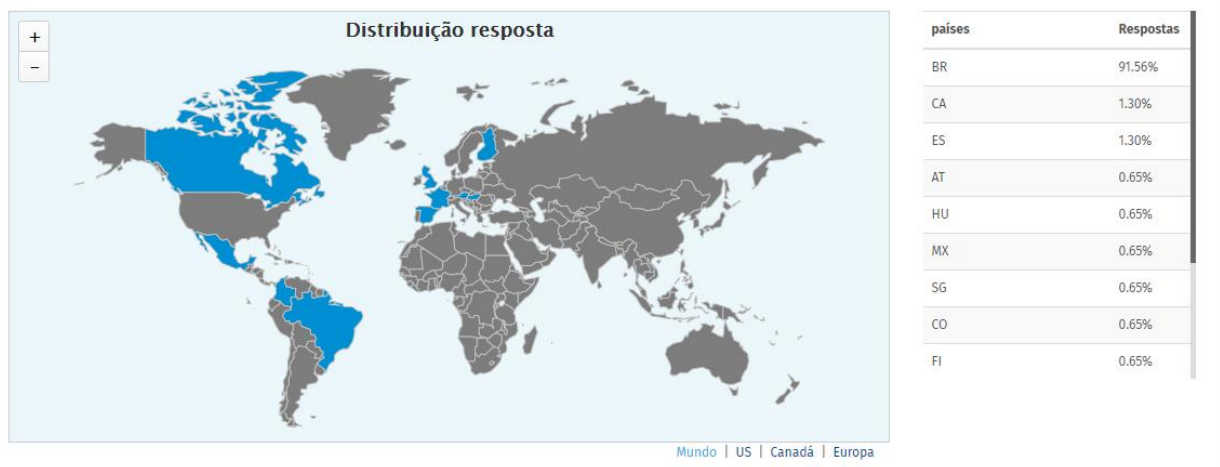 +
Distribuição resposta
−
países Respostas
BR 91.56%
CA 1.30%
ES 1.30%
AT 0.65%
HU 0.65%
MX 0.65%
SG 0.65%
CO 0.65%
FI 0.65%
Mundo | US | Canadá | Europa